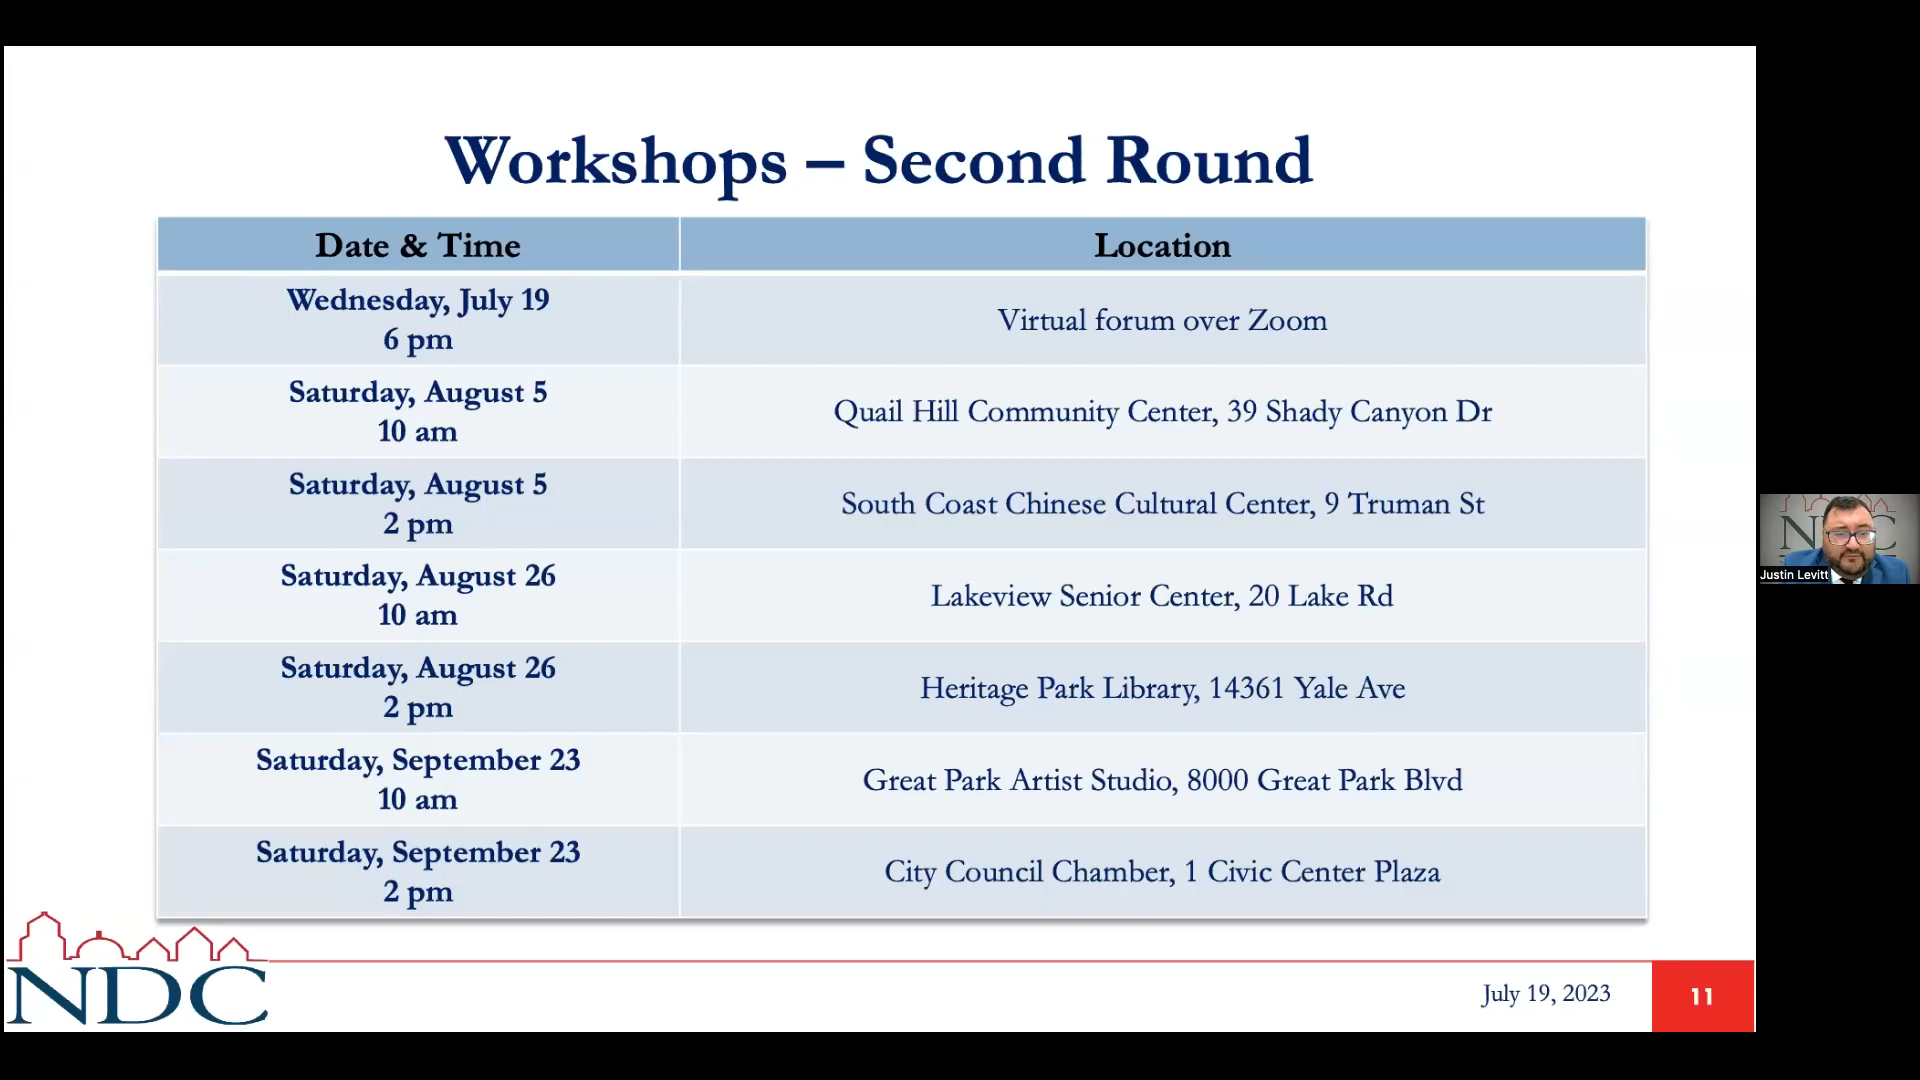 Workshops – Second Round
Date & Time
Location
Wednesday, July 19
6 pm
Virtual forum over Zoom
Saturday, August 5
10 am
Quail Hill Community Center, 39 Shady Canyon Dr
Saturday, August 5
2 pm
South Coast Chinese Cultural Center, 9 Truman St
Saturday, August 26
10 am
Lakeview Senior Center, 20 Lake Rd
Saturday, August 26
2 pm
Heritage Park Library, 14361 Yale Ave
Saturday, September 23
10 am
Great Park Artist Studio, 8000 Great Park Blvd
Saturday, September 23
2 pm
City Council Chamber, 1 Civic Center Plaza
NDC
July 19, 2023
11
Justin Levitt